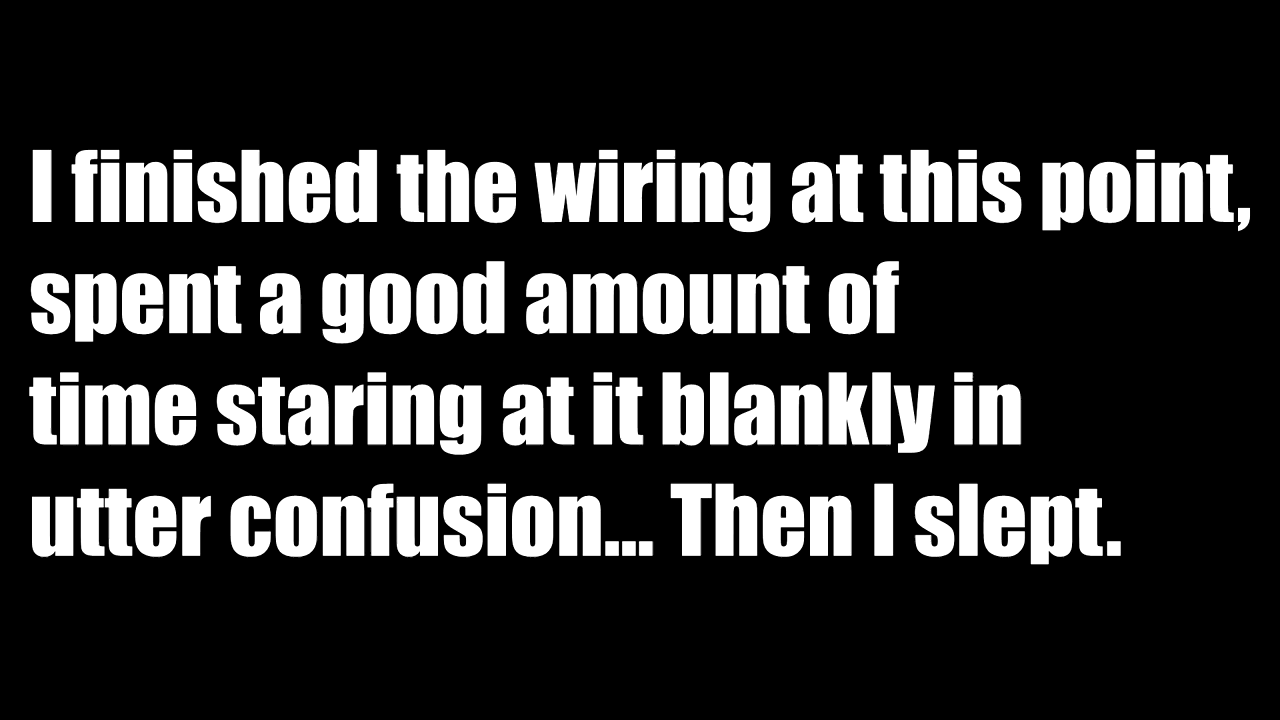 I finished the wiring at this point,
spent a good amount of
time staring at it blankly in
utter confusion... Then I slept.